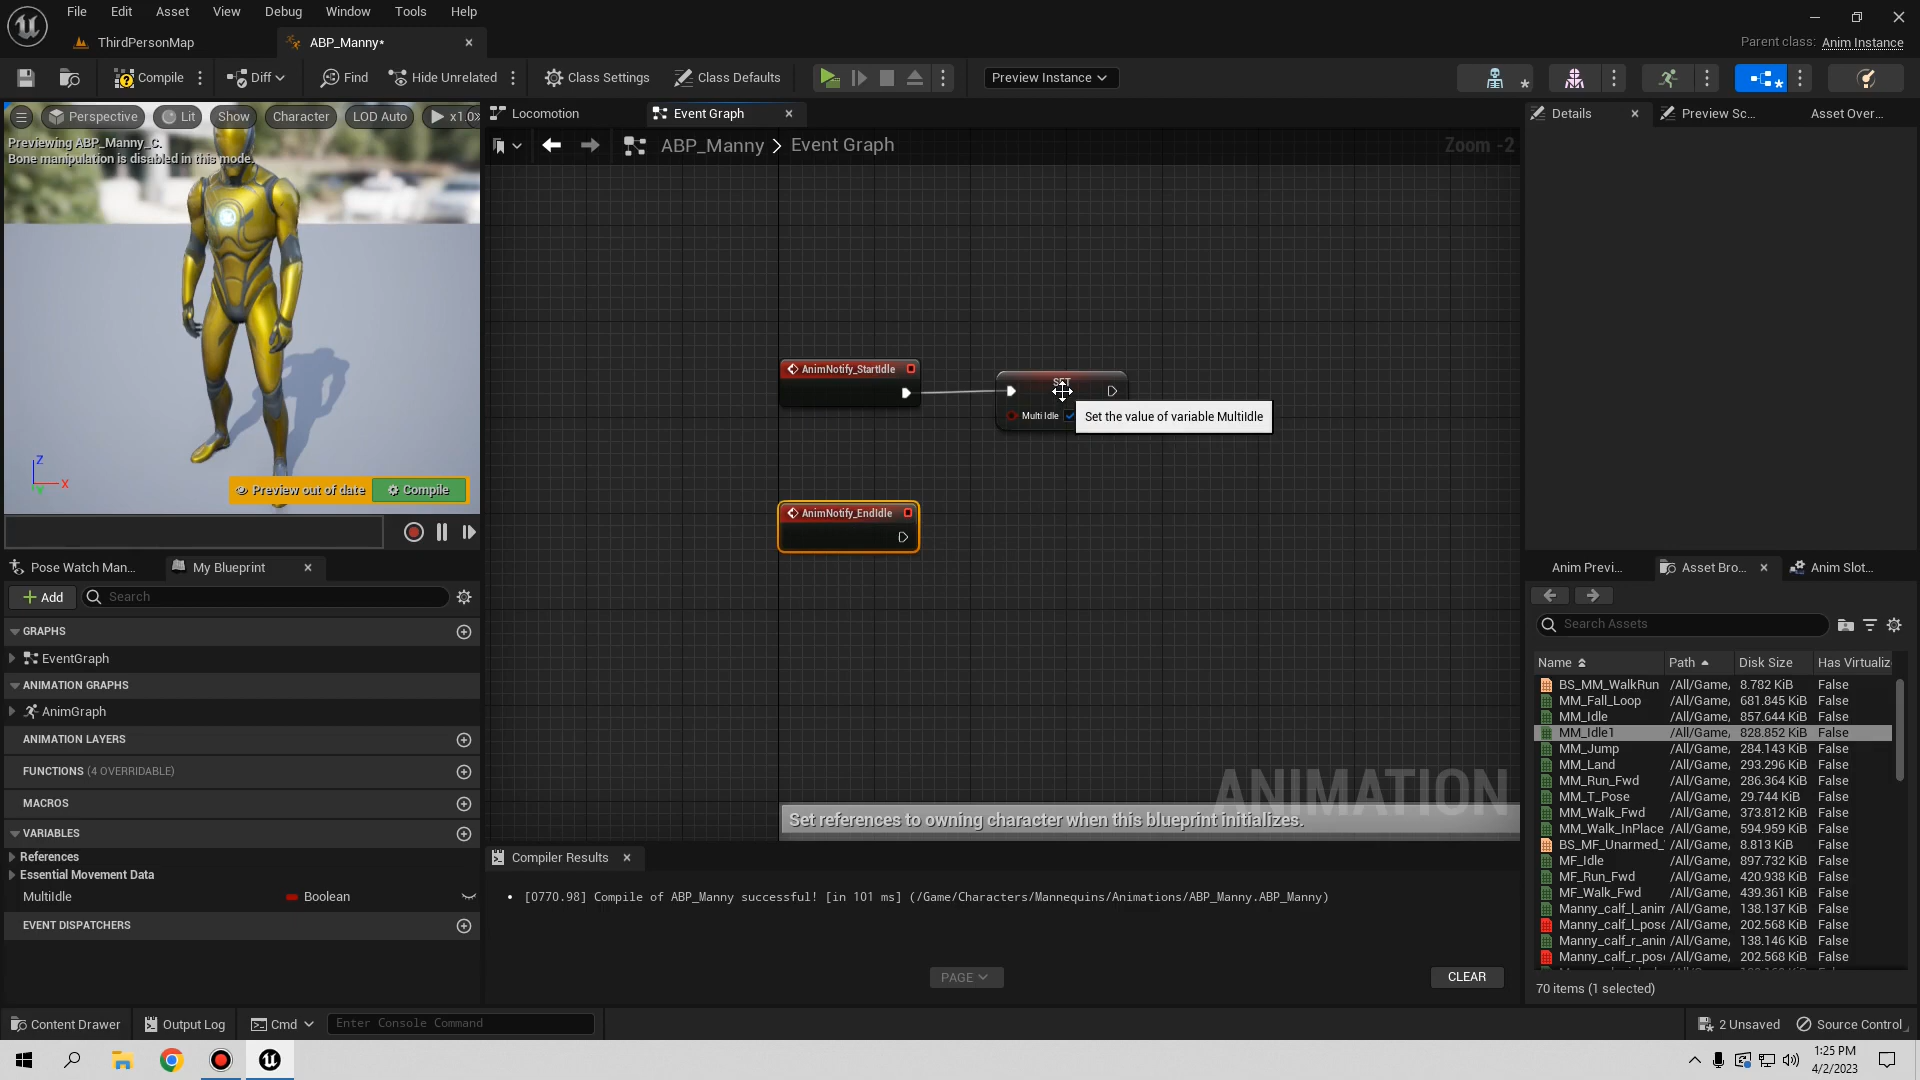 File Edit Asset View Debug Window Tools Help
ThirdPersonMap
ABP_Manny*
Parent class: Anim Instance
Compile
Diff
Find
Hide Unrelated
Class Settings
Class Defaults
Preview Instance
Perspective Lit Show Character LOD Auto x1.0
Previewing ABP_Manny_C.
Bone manipulation is disabled in this mode.
Z
X
Preview out of date
Compile
Locomotion
Event Graph
ABP_Manny > Event Graph
Zoom -2
AnimNotify_StartIdle
SET
Multi Idle
Set the value of variable MultiIdle
AnimNotify_EndIdle
ANIMATION
Set references to owning character when this blueprint initializes.
Pose Watch Man...
My Blueprint
Add
Search
GRAPHS
EventGraph
ANIMATION GRAPHS
AnimGraph
ANIMATION LAYERS
FUNCTIONS (4 OVERRIDABLE)
MACROS
VARIABLES
References
Essential Movement Data
MultiIdle Boolean
EVENT DISPATCHERS
Compiler Results
[0770.98] Compile of ABP_Manny successful! [in 101 ms] (/Game/Characters/Mannequins/Animations/ABP_Manny.ABP_Manny)
PAGE
CLEAR
Details
Preview Sc...
Asset Over...
Anim Previ...
Asset Bro...
Anim Slot...
Search Assets
Name Path Disk Size Has Virtualiz
BS_MM_WalkRun /All/Game, 8.782 KiB False
MM_Fall_Loop /All/Game, 681.845 KiB False
MM_Idle /All/Game, 857.644 KiB False
MM_Idle1 /All/Game, 828.852 KiB False
MM_Jump /All/Game, 284.143 KiB False
MM_Land /All/Game, 293.296 KiB False
MM_Run_Fwd /All/Game, 286.364 KiB False
MM_T_Pose /All/Game, 29.744 KiB False
MM_Walk_Fwd /All/Game, 373.812 KiB False
MM_Walk_InPlace /All/Game, 594.959 KiB False
BS_MF_Unarmed_ /All/Game, 8.813 KiB False
MF_Idle /All/Game, 897.732 KiB False
MF_Run_Fwd /All/Game, 420.938 KiB False
MF_Walk_Fwd /All/Game, 439.361 KiB False
Manny_calf_l_anim /All/Game, 138.137 KiB False
Manny_calf_l_pose /All/Game, 202.568 KiB False
Manny_calf_r_anin /All/Game, 138.146 KiB False
Manny_calf_r_pos /All/Game, 202.568 KiB False
70 items (1 selected)
Content Drawer
Output Log
Cmd
Enter Console Command
2 Unsaved
Source Control
1:25 PM
4/2/2023